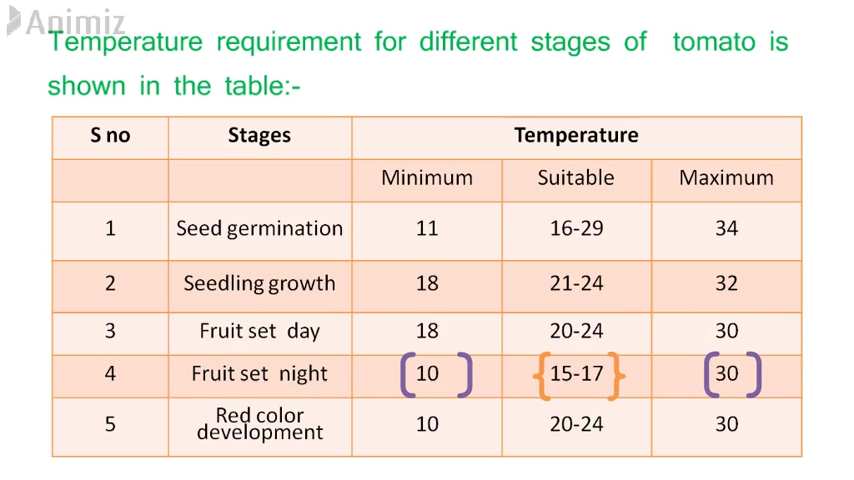 Animiz
Temperature requirement for different stages of tomato is
shown in the table:-
S no Stages Temperature
Minimum Suitable Maximum
1 Seed germination 11 16-29 34
2 Seedling growth 18 21-24 32
3 Fruit set day 18 20-24 30
4 Fruit set night [10] {15-17} [30]
5 Red color development 10 20-24 30